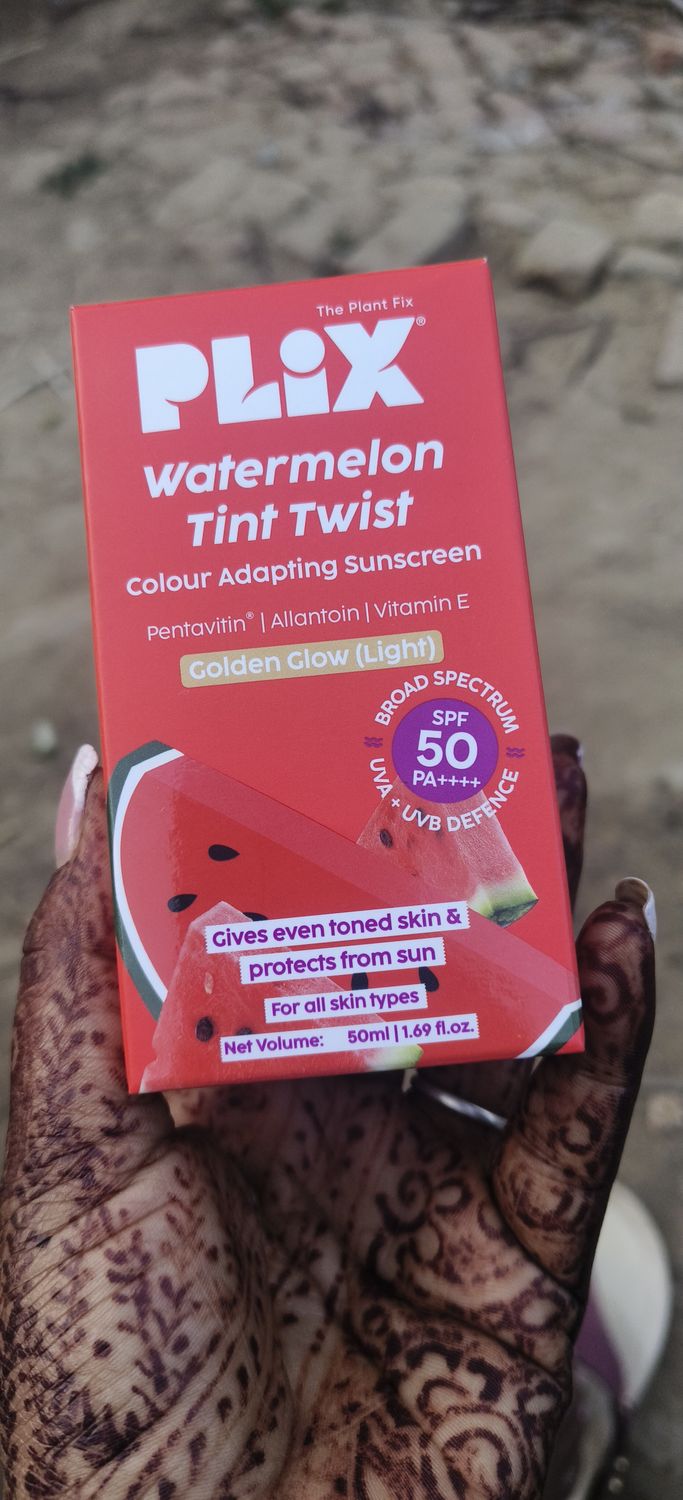 The Plant Fix
PLiX®
Watermelon
Tint Twist
Colour Adapting Sunscreen
Pentavitin® | Allantoin | Vitamin E
Golden Glow (Light)
BROAD SPECTRUM
SPF
50
PA++++
UVA + UVB DEFENCE
Gives even toned skin &
protects from sun
For all skin types
Net Volume: 50ml | 1.69 fl.oz.